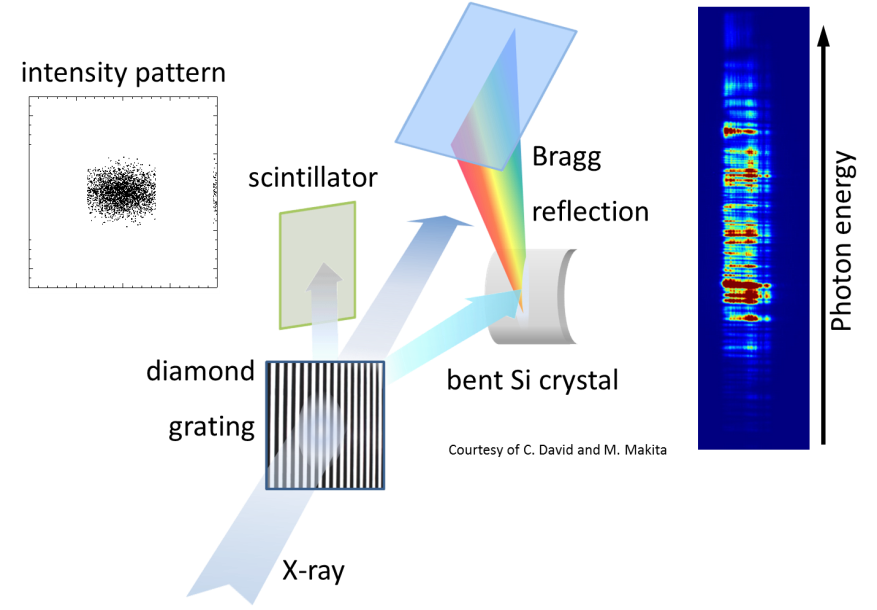 intensity pattern
scintillator
Bragg
reflection
diamond
grating
bent Si crystal
Courtesy of C. David and M. Makita
X-ray
Photon energy